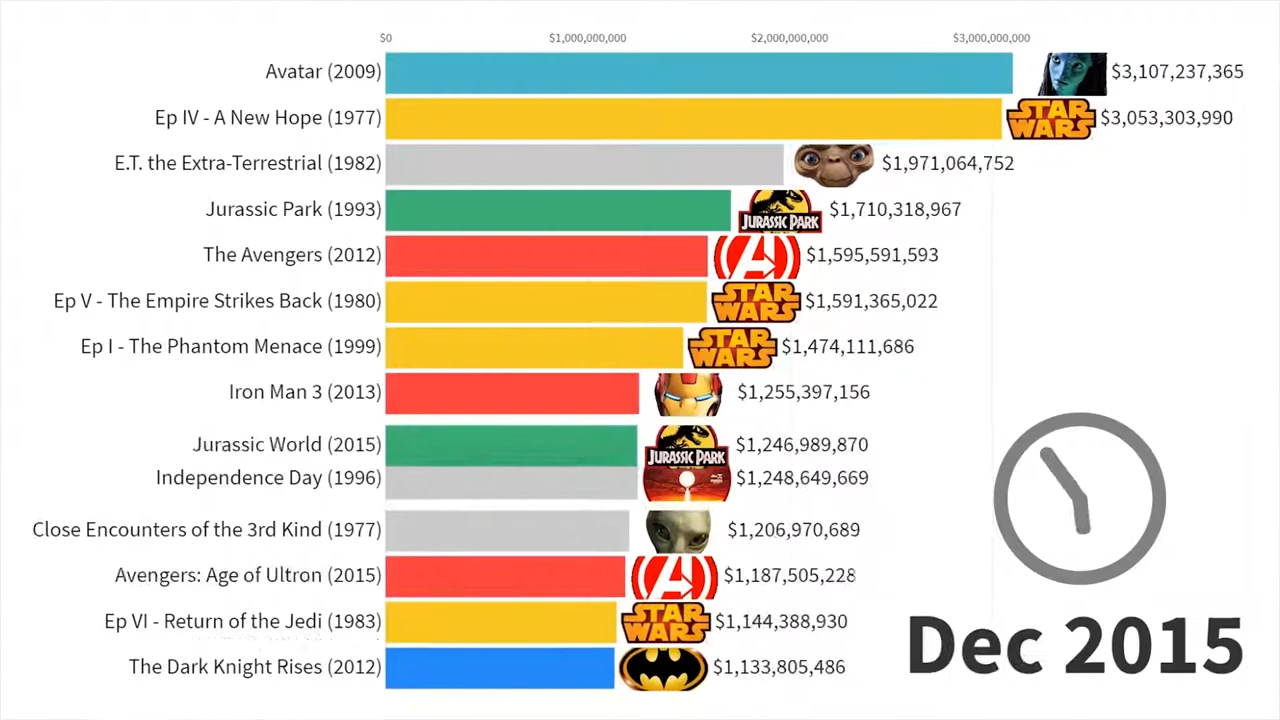 $0 $1,000,000,000 $2,000,000,000 $3,000,000,000
Avatar (2009) $3,107,237,365
Ep IV - A New Hope (1977) STAR WARS $3,053,303,990
E.T. the Extra-Terrestrial (1982) $1,971,064,752
Jurassic Park (1993) JURASSIC PARK $1,710,318,967
The Avengers (2012) A $1,595,591,593
Ep V - The Empire Strikes Back (1980) STAR WARS $1,591,365,022
Ep I - The Phantom Menace (1999) STAR WARS $1,474,111,686
Iron Man 3 (2013) $1,255,397,156
Jurassic World (2015) JURASSIC PARK $1,246,989,870
Independence Day (1996) $1,248,649,669
Close Encounters of the 3rd Kind (1977) $1,206,970,689
Avengers: Age of Ultron (2015) A $1,187,505,228
Ep VI - Return of the Jedi (1983) STAR WARS $1,144,388,930
The Dark Knight Rises (2012) $1,133,805,486
Dec 2015